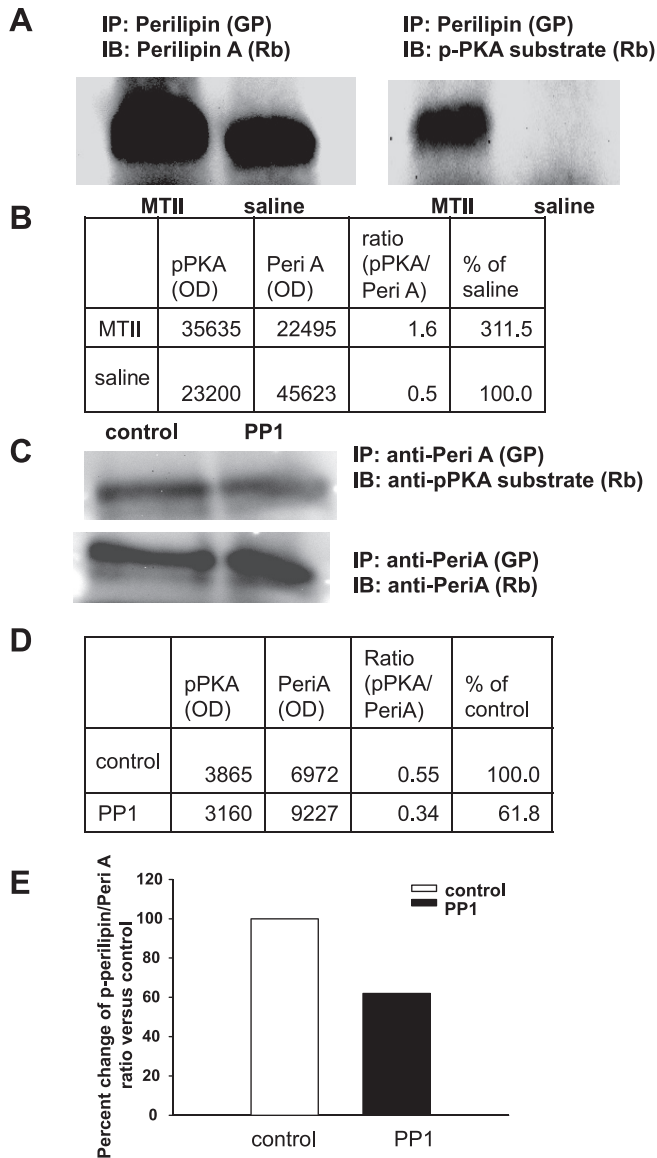 A
IP: Perilipin (GP)
IB: Perilipin A (Rb)
IP: Perilipin (GP)
IB: p-PKA substrate (Rb)
MTII saline MTII saline
B
pPKA (OD) Peri A (OD) ratio (pPKA/ Peri A) % of saline
MTII 35635 22495 1.6 311.5
saline 23200 45623 0.5 100.0
C
control PP1
IP: anti-Peri A (GP)
IB: anti-pPKA substrate (Rb)
IP: anti-PeriA (GP)
IB: anti-PeriA (Rb)
D
pPKA (OD) PeriA (OD) Ratio (pPKA/ PeriA) % of control
control 3865 6972 0.55 100.0
PP1 3160 9227 0.34 61.8
E
Percent change of p-perilipin/Peri A
ratio versus control
120
100
80
60
40
20
0
control
PP1
control PP1